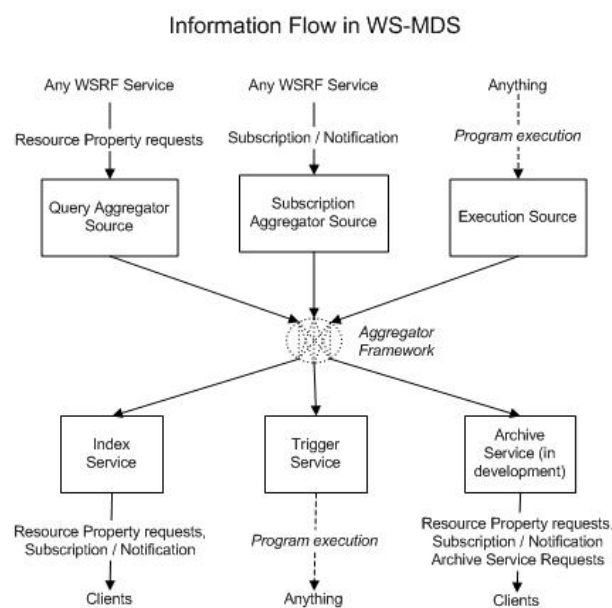 Information Flow in WS-MDS
Any WSRF Service
Any WSRF Service
Anything
Resource Property requests
Subscription / Notification
Program execution
Query Aggregator
Source
Subscription
Aggregator Source
Execution Source
Aggregator
Framework
Index
Service
Trigger
Service
Archive
Service (in
development)
Resource Property requests,
Subscription / Notification
Program execution
Resource Property requests,
Subscription / Notification
Archive Service Requests
Clients
Anything
Clients